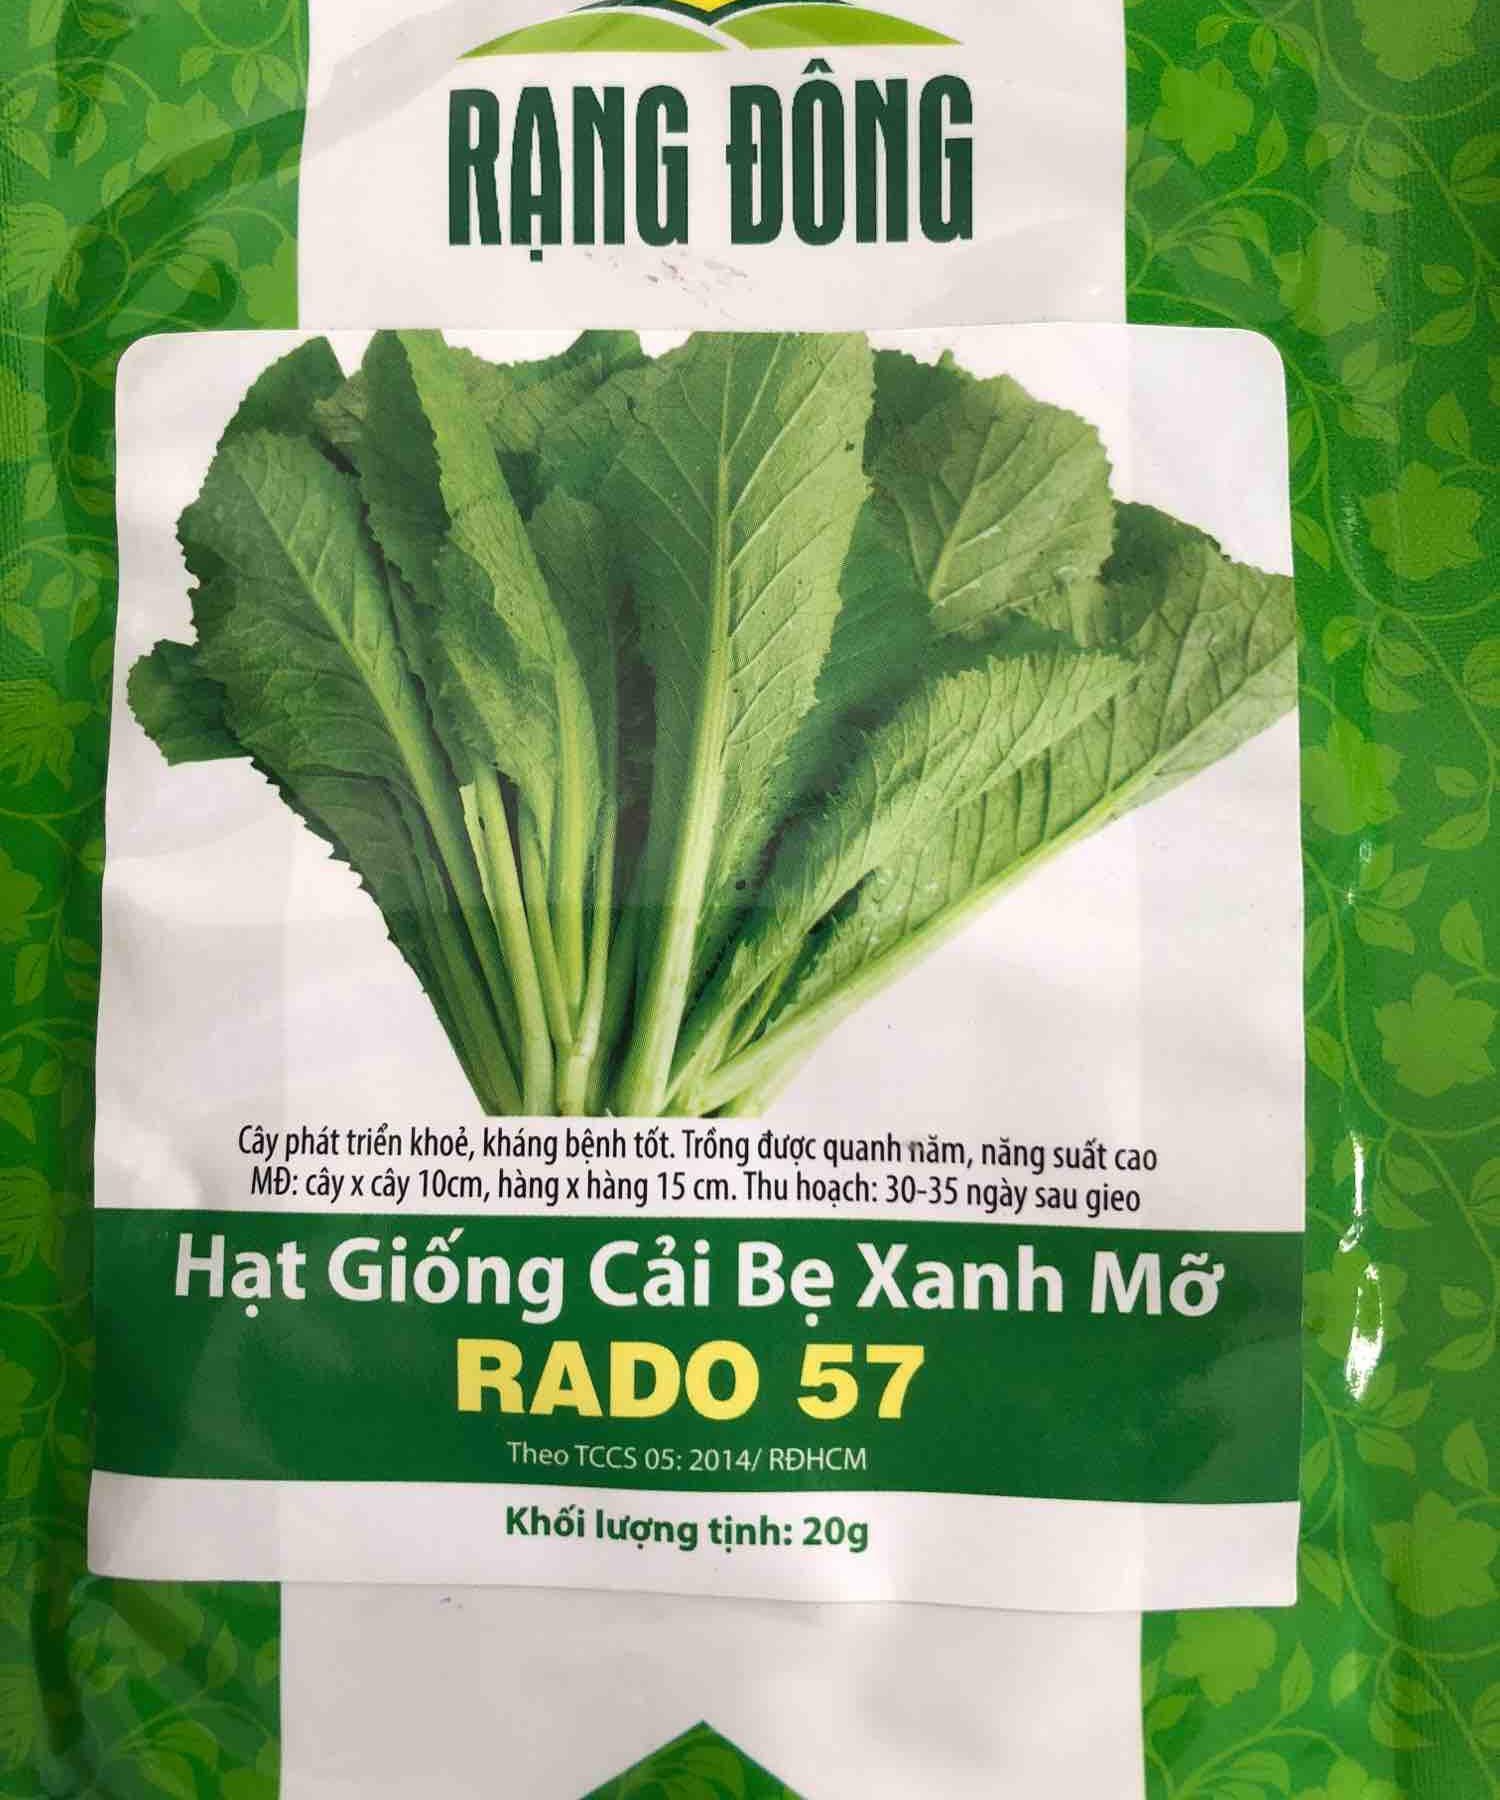 RẠNG ĐÔNG
Cây phát triển khoẻ, kháng bệnh tốt. Trồng được quanh năm, năng suất cao
MĐ: cây x cây 10cm, hàng x hàng 15 cm. Thu hoạch: 30-35 ngày sau gieo
Hạt Giống Cải Bẹ Xanh Mỡ
RADO 57
Theo TCCS 05: 2014/ RĐHCM
Khối lượng tịnh: 20g